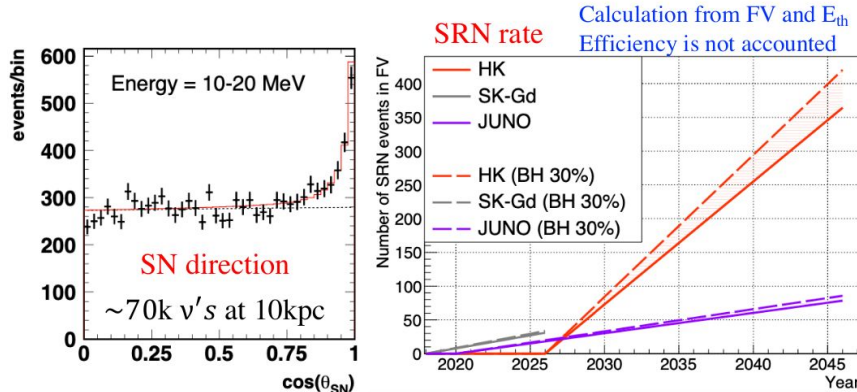 events/bin
600
500
400
300
200
100
0
Energy = 10-20 MeV
SN direction
~70k ν's at 10kpc
0 0.25 0.5 0.75 1
cos(θSN)
SRN rate
Calculation from FV and Eth
Efficiency is not accounted
Number of SRN events in FV
400
350
300
250
200
150
100
50
0
HK
SK-Gd
JUNO
HK (BH 30%)
SK-Gd (BH 30%)
JUNO (BH 30%)
2020 2025 2030 2035 2040 2045
Year